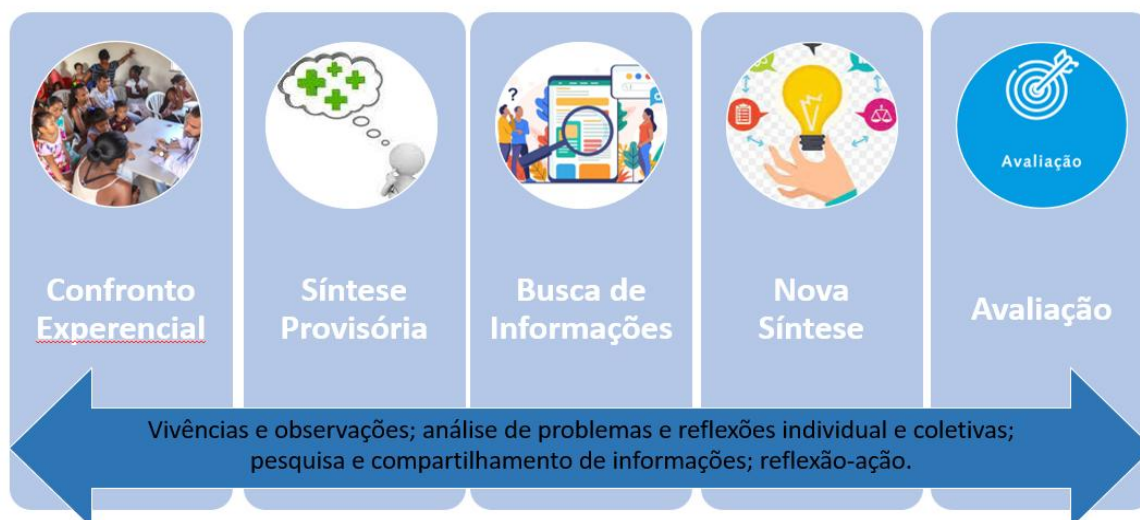 ?
Avaliação
Confronto
Experencial
Síntese
Provisória
Busca de
Informações
Nova
Síntese
Avaliação
Vivências e observações; análise de problemas e reflexões individual e coletivas;
pesquisa e compartilhamento de informações; reflexão-ação.